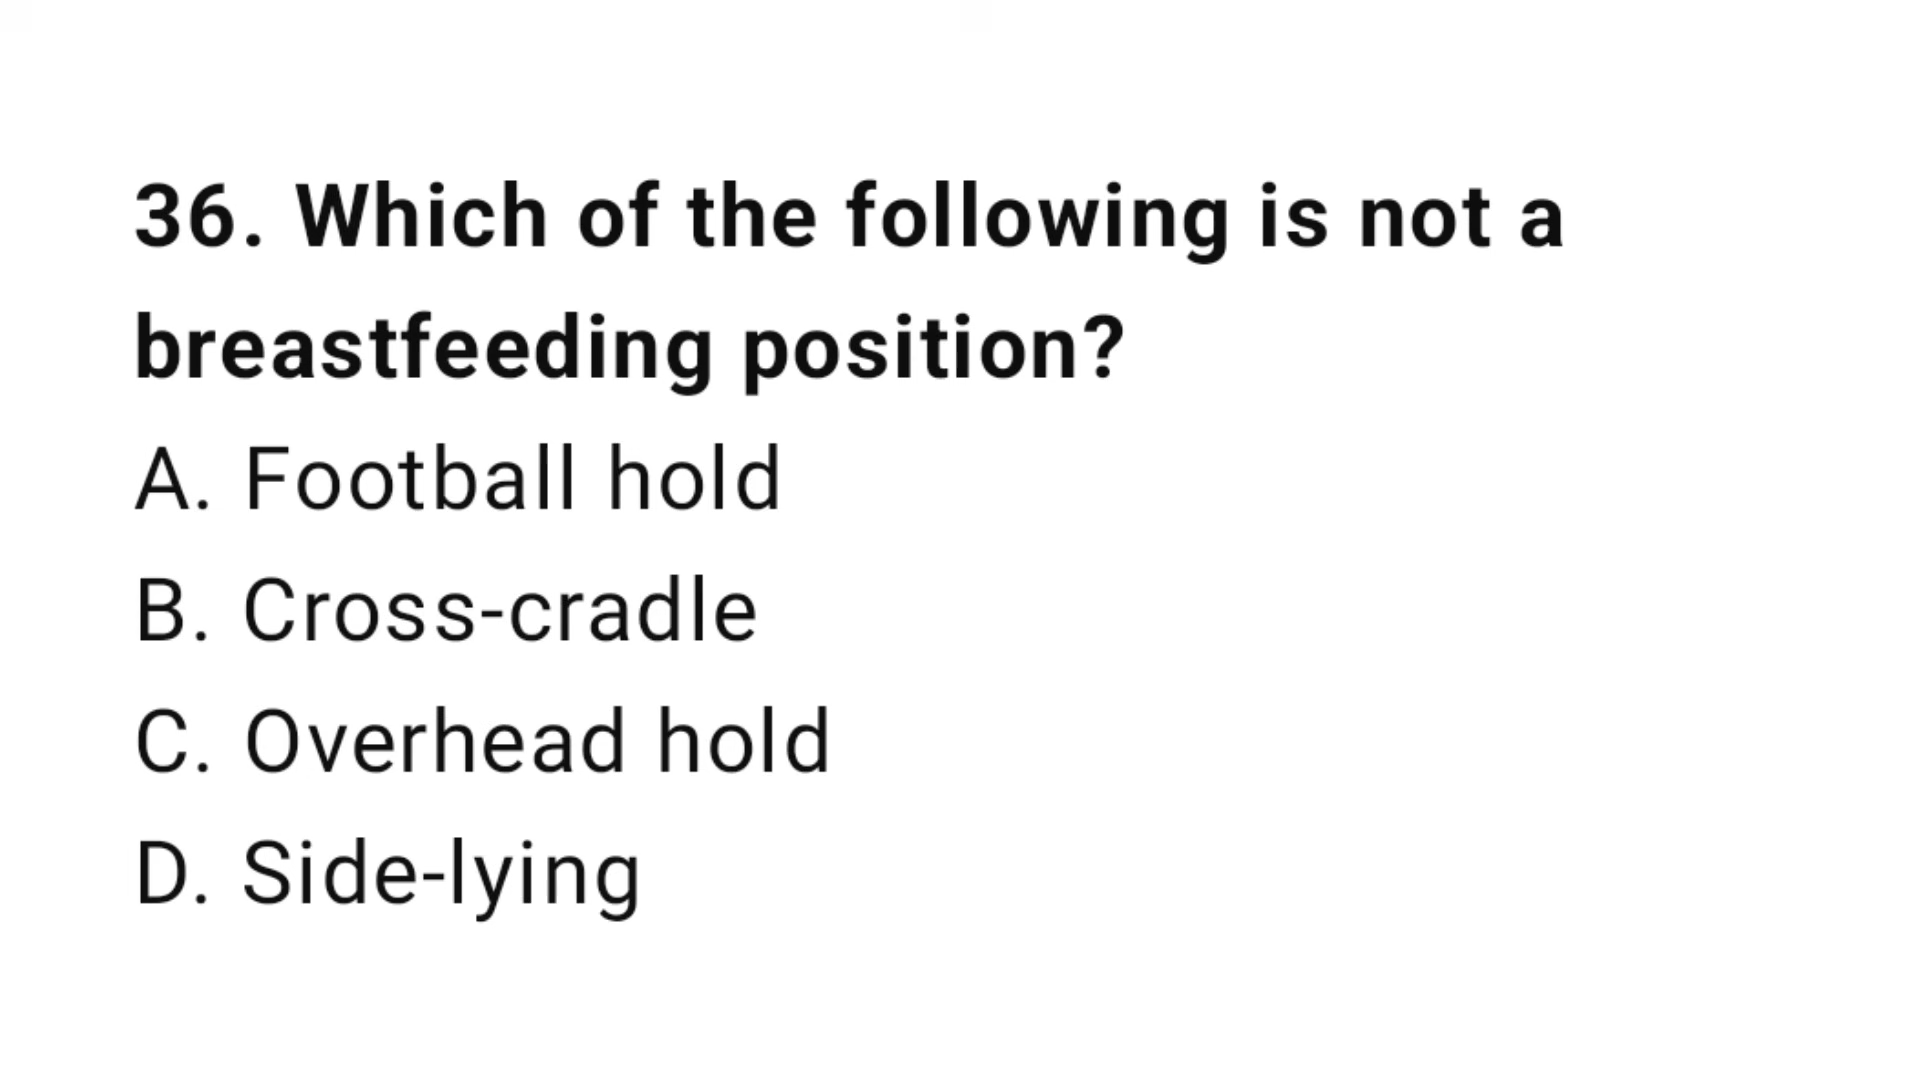 36. Which of the following is not a
breastfeeding position?
A. Football hold
B. Cross-cradle
C. Overhead hold
D. Side-lying